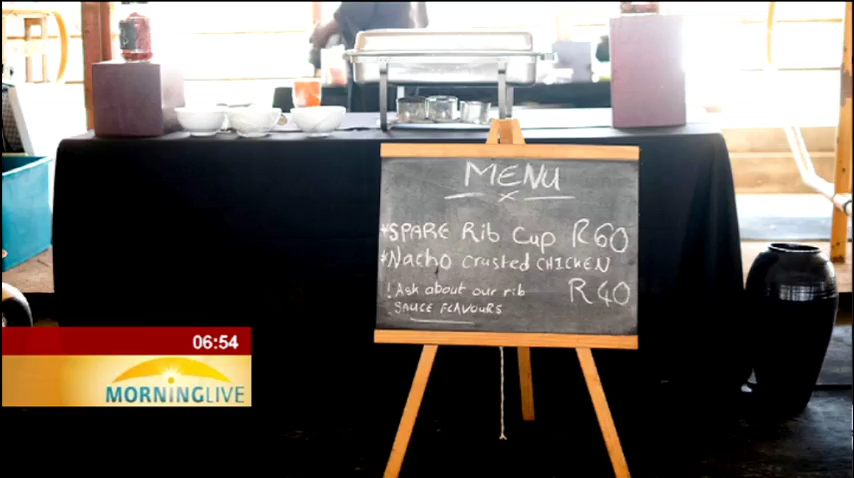 MENU
*SPARE Rib Cup R60
*Nacho crusted CHICKEN
! Ask about our rib R40
SAUCE FLAVOURS
06:54
MORNINGLIVE